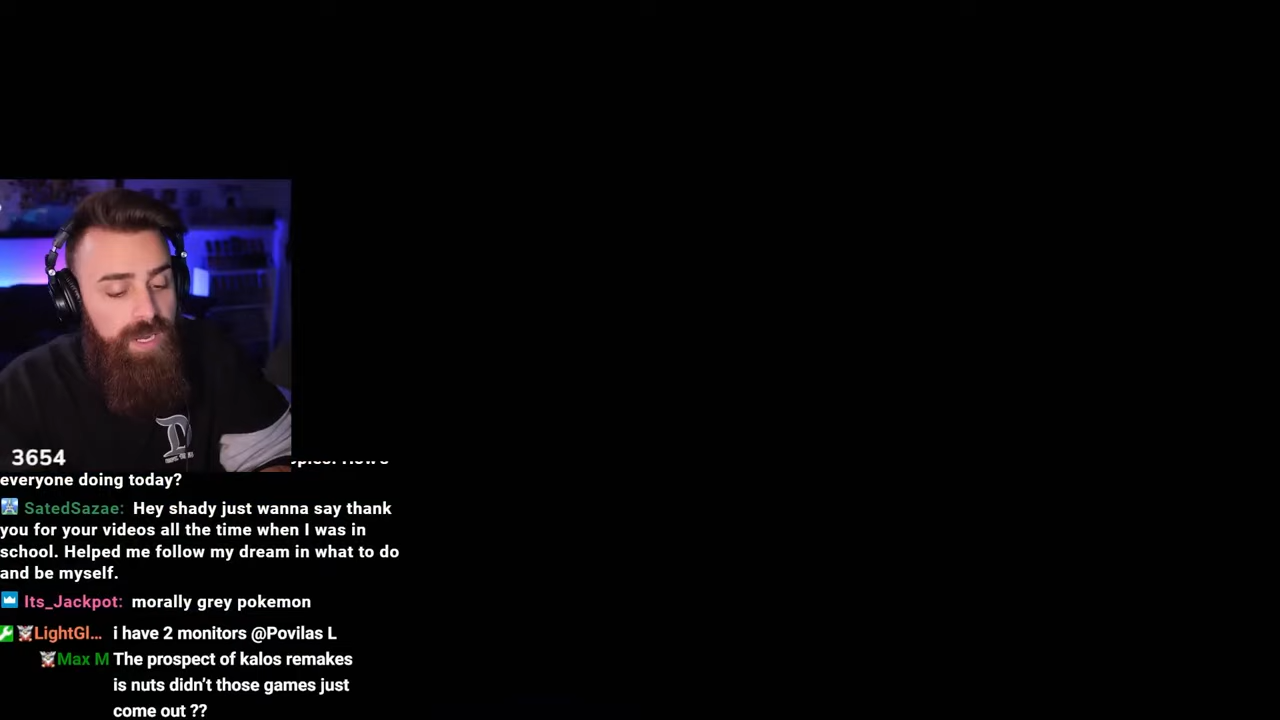 3654
everyone doing today?
SatedSazae: Hey shady just wanna say thank
you for your videos all the time when I was in
school. Helped me follow my dream in what to do
and be myself.
Its_Jackpot: morally grey pokemon
LightGl… i have 2 monitors @Povilas L
Max M The prospect of kalos remakes
is nuts didn't those games just
come out ??